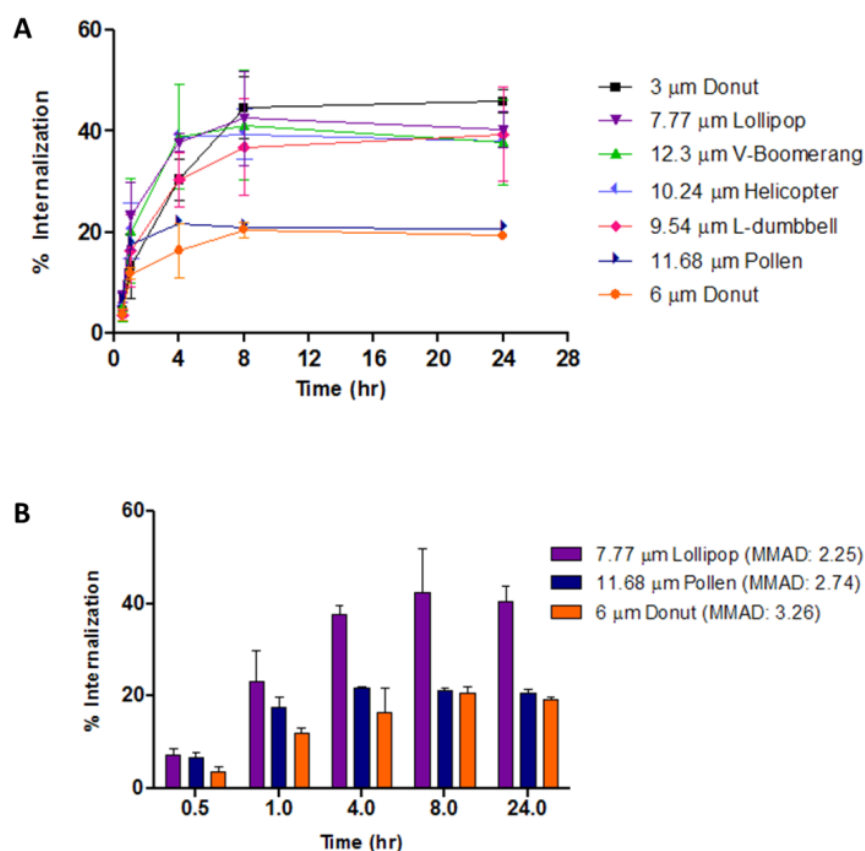 A
60
40
20
0
% Internalization
0 4 8 12 16 20 24 28
Time (hr)
3 μm Donut
7.77 μm Lollipop
12.3 μm V-Boomerang
10.24 μm Helicopter
9.54 μm L-dumbbell
11.68 μm Pollen
6 μm Donut
B
60
40
20
0
% Internalization
0.5 1.0 4.0 8.0 24.0
Time (hr)
7.77 μm Lollipop (MMAD: 2.25)
11.68 μm Pollen (MMAD: 2.74)
6 μm Donut (MMAD: 3.26)